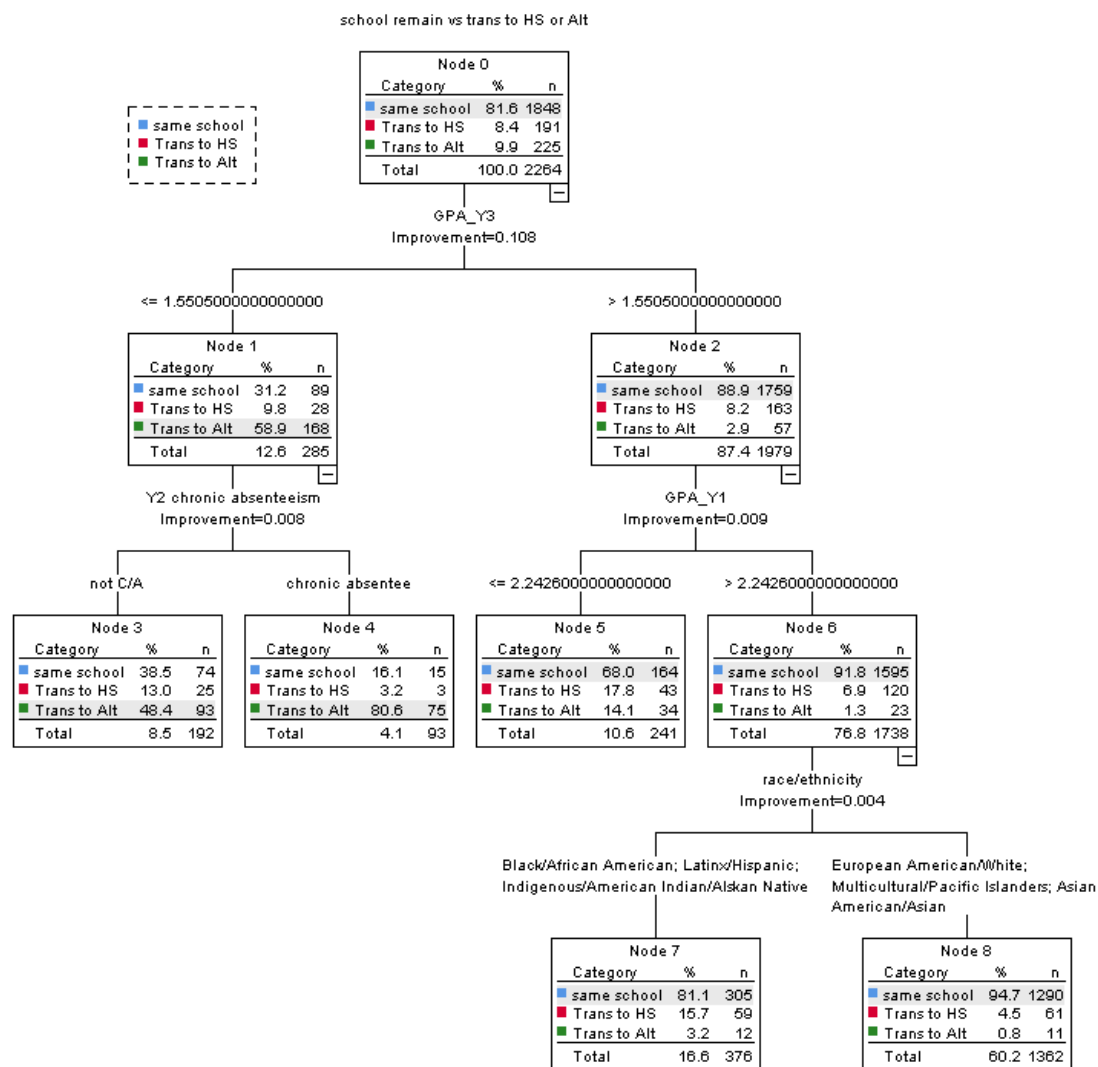 school remain vs trans to HS or Alt
same school
Trans to HS
Trans to Alt
Node 0
Category % n
same school 81.6 1848
Trans to HS 8.4 191
Trans to Alt 9.9 225
Total 100.0 2264
GPA_Y3
Improvement=0.108
<= 1.5505000000000000
> 1.5505000000000000
Node 1
Category % n
same school 31.2 89
Trans to HS 9.8 28
Trans to Alt 58.9 168
Total 12.6 285
Node 2
Category % n
same school 88.9 1759
Trans to HS 8.2 163
Trans to Alt 2.9 57
Total 87.4 1979
Y2 chronic absenteeism
Improvement=0.008
GPA_Y1
Improvement=0.009
not C/A
chronic absentee
<= 2.2426000000000000
> 2.2426000000000000
Node 3
Category % n
same school 38.5 74
Trans to HS 13.0 25
Trans to Alt 48.4 93
Total 8.5 192
Node 4
Category % n
same school 16.1 15
Trans to HS 3.2 3
Trans to Alt 80.6 75
Total 4.1 93
Node 5
Category % n
same school 68.0 164
Trans to HS 17.8 43
Trans to Alt 14.1 34
Total 10.6 241
Node 6
Category % n
same school 91.8 1595
Trans to HS 6.9 120
Trans to Alt 1.3 23
Total 76.8 1738
race/ethnicity
Improvement=0.004
Black/African American; Latinx/Hispanic;
Indigenous/American Indian/Alskan Native
European American/White;
Multicultural/Pacific Islanders; Asian
American/Asian
Node 7
Category % n
same school 81.1 305
Trans to HS 15.7 59
Trans to Alt 3.2 12
Total 16.6 376
Node 8
Category % n
same school 94.7 1290
Trans to HS 4.5 61
Trans to Alt 0.8 11
Total 60.2 1362